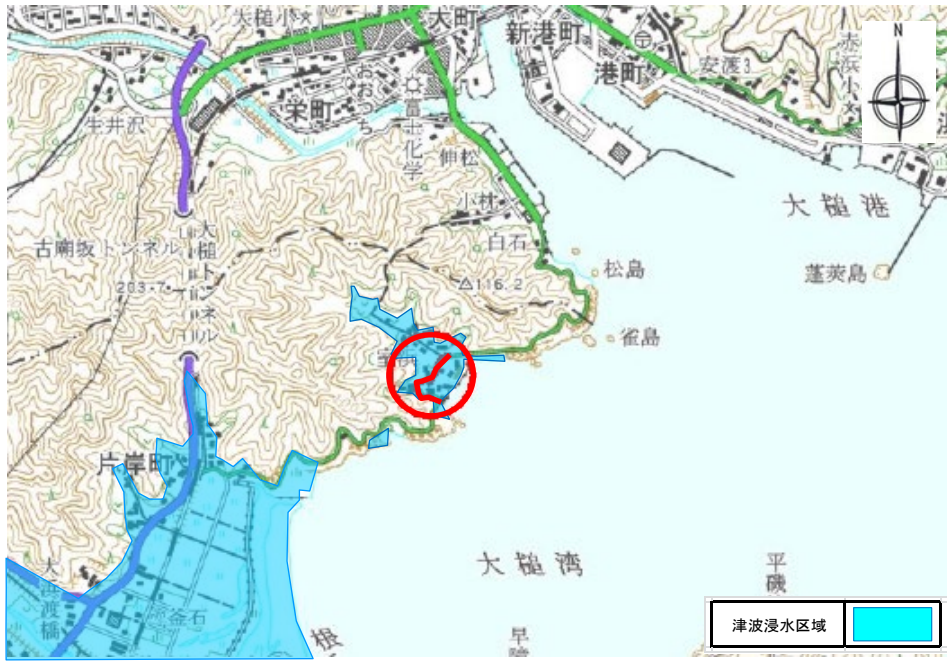 大槌小
大町
新港町
港町
安渡3
赤浜小
N
生井沢
栄町
おおつち
富士化学
伸松
小林
白石
大槌港
古廟坂トンネル
大槌トンネル
203-7
△116.2
松島
蓬莱島
雀島
片岸町
大槌湾
平磯
釜石
根
早
津波浸水区域